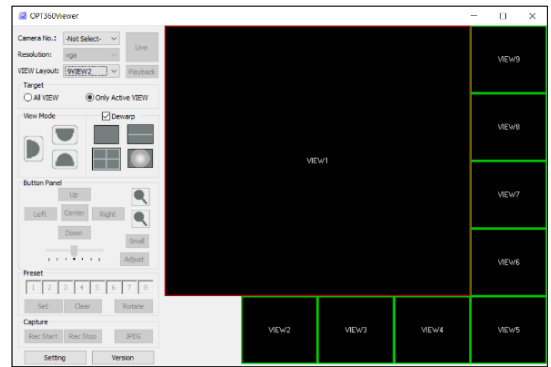 OPT360Viewer
Camera No.: -Not Select-
Live
Resolution: vga
VIEW Layout: 9VIEW2
Playback
Target
All VIEW Only Active VIEW
View Mode Dewarp
Button Panel
Up
Left Center Right
Down
Small
Adjust
Preset
1 2 3 4 5 6 7 8
Set Clear Rotate
Capture
Rec Start Rec Stop JPEG
Setting Version
VIEW1
VIEW9
VIEW8
VIEW7
VIEW6
VIEW2 VIEW3 VIEW4 VIEW5